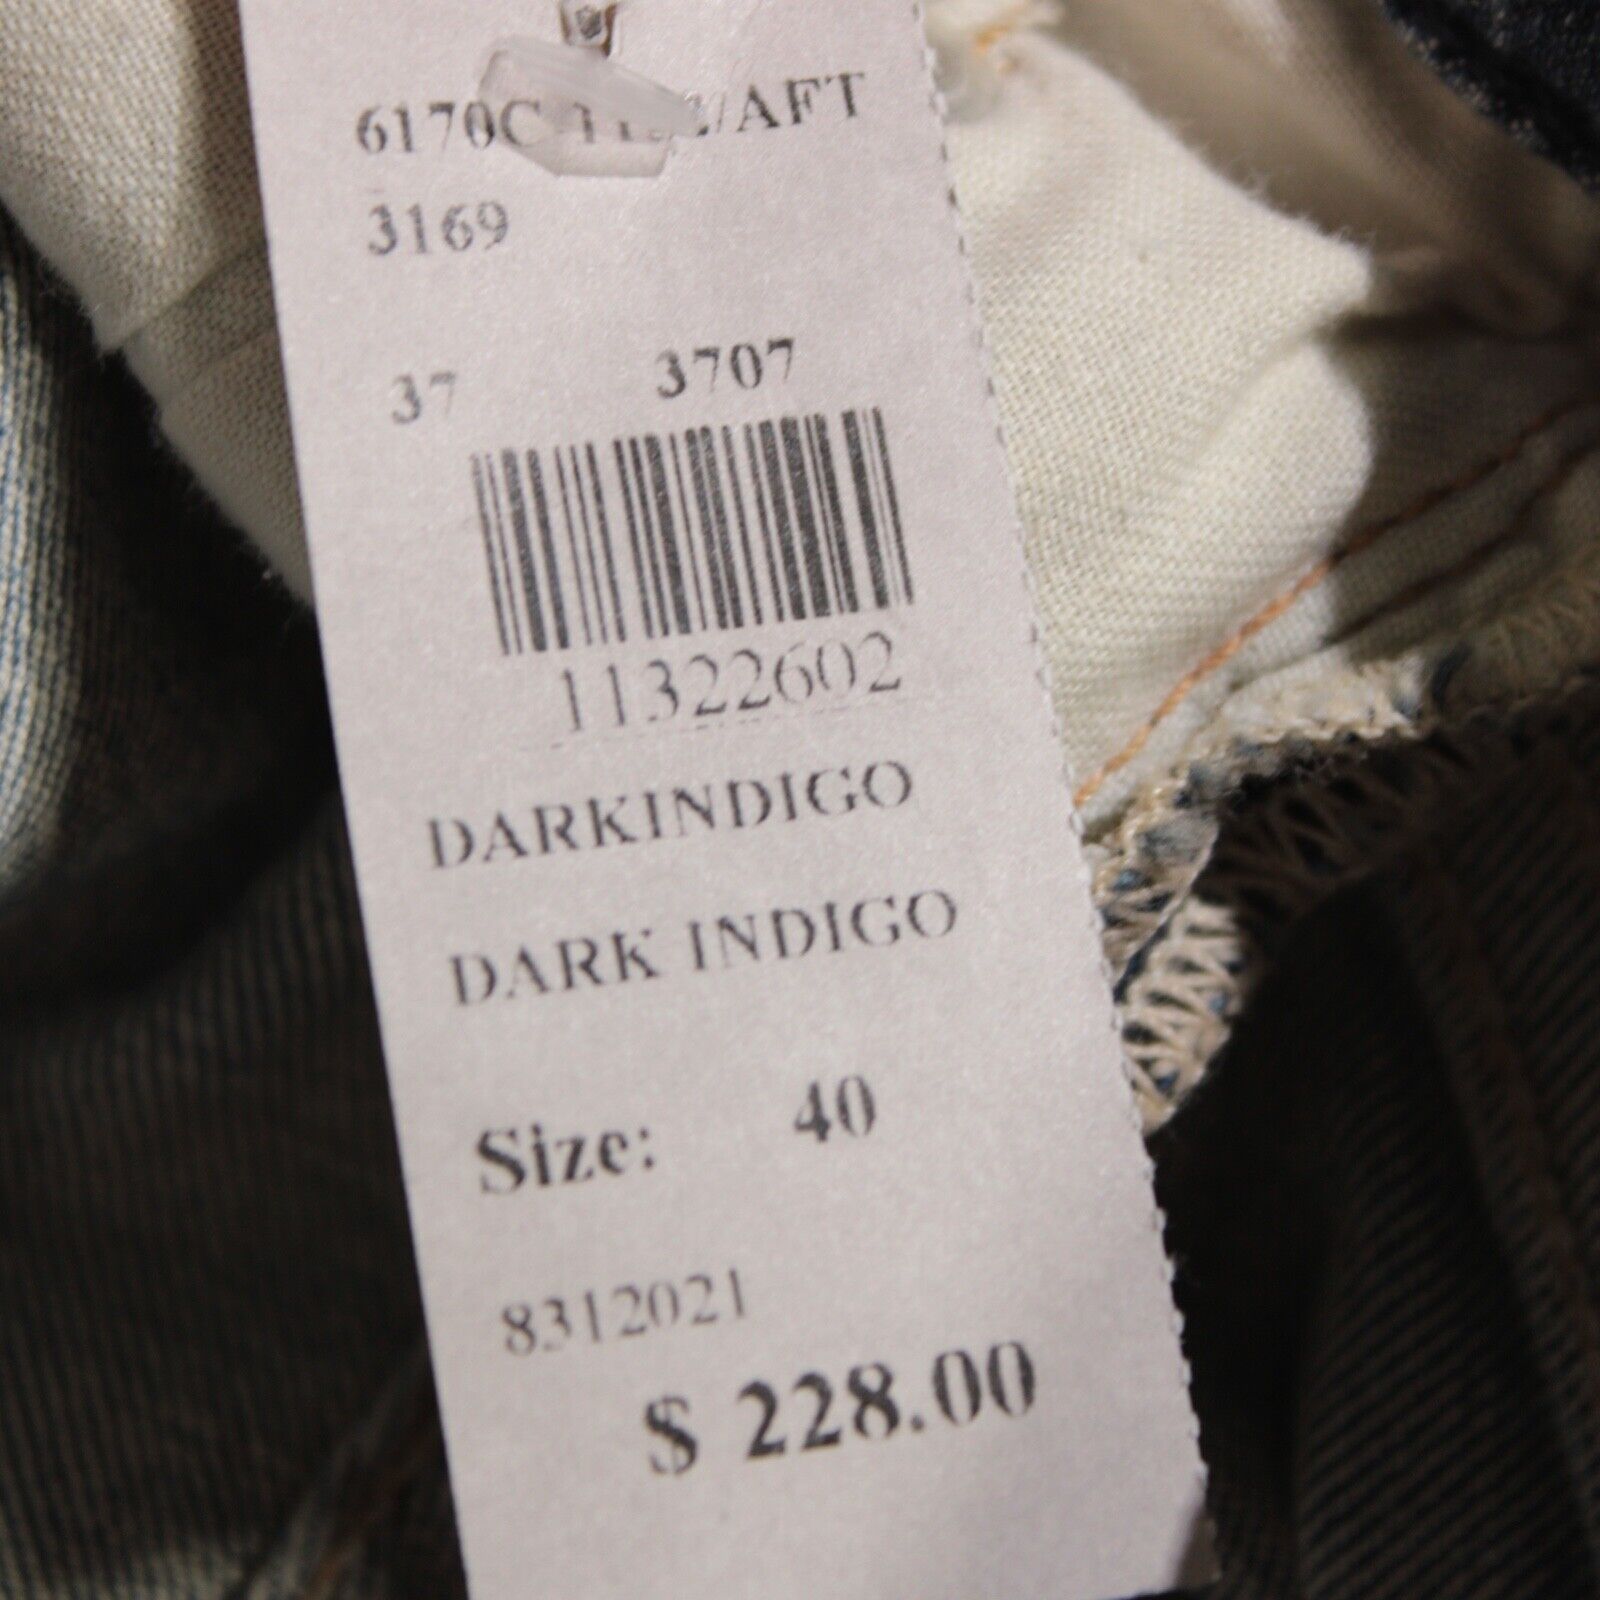 3169
37 3707
11322602
DARKINDIGO
DARK INDIGO
Size: 40
8312021
$ 228.00